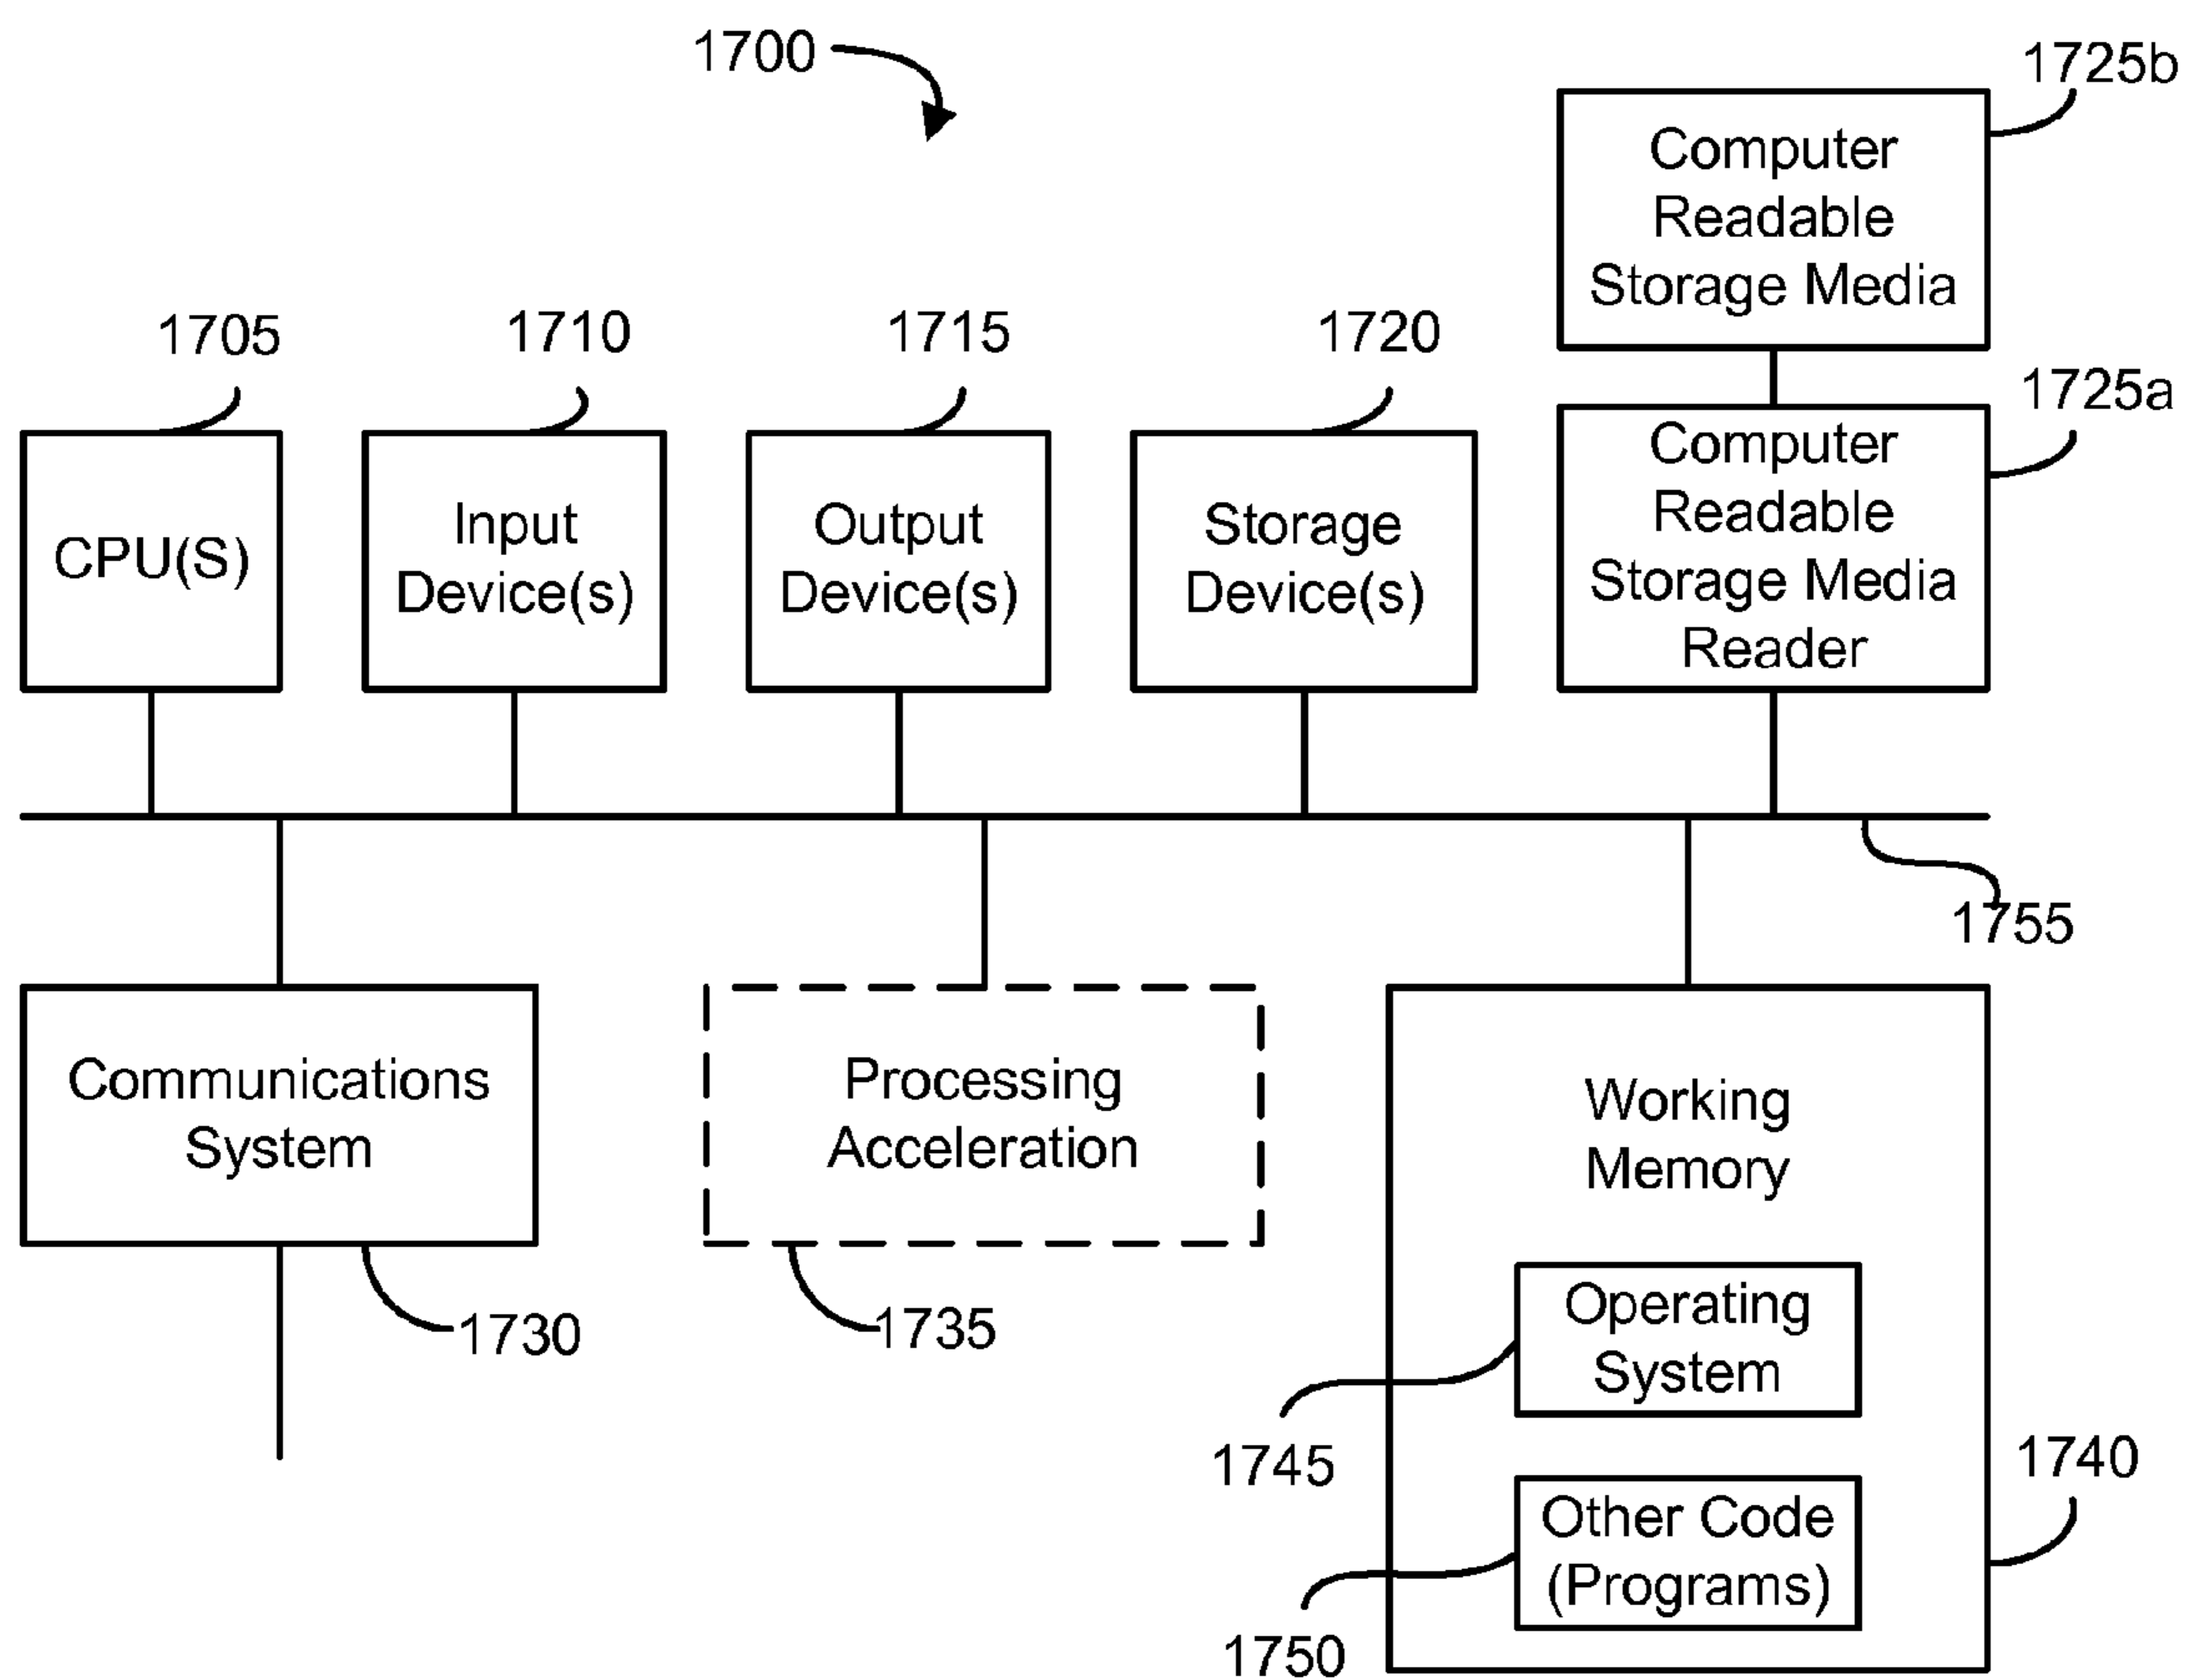 1700
1725b
Computer
Readable
Storage Media
1705
1710
1715
1720
1725a
CPU(S)
Input
Device(s)
Output
Device(s)
Storage
Device(s)
Computer
Readable
Storage Media
Reader
1755
Communications
System
1730
Processing
Acceleration
1735
Working
Memory
Operating
System
1745
Other Code
(Programs)
1750
1740